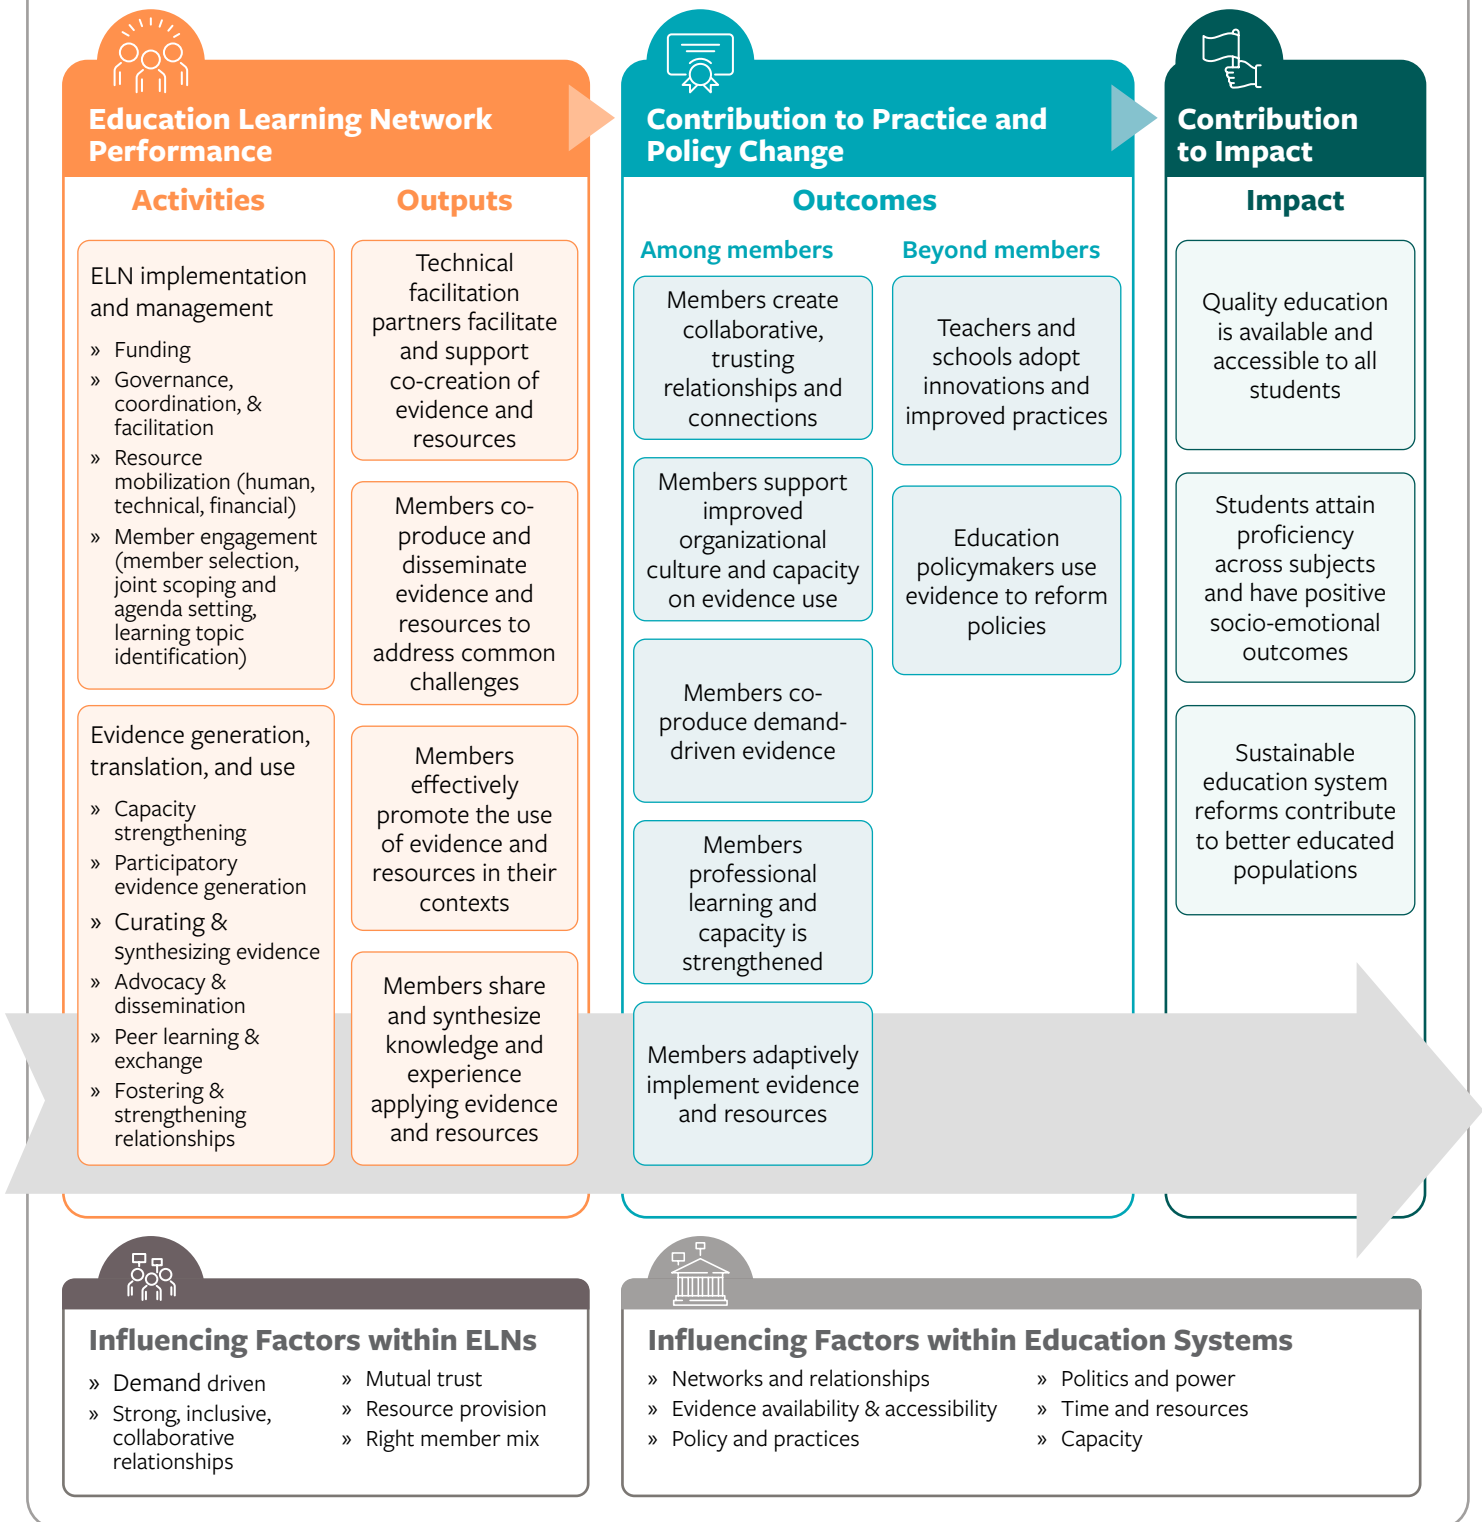 Education Learning Network
Performance
Activities
ELN implementation
and management
» Funding
» Governance,
coordination, &
facilitation
» Resource
mobilization (human,
technical, financial)
» Member engagement
(member selection,
joint scoping and
agenda setting,
learning topic
identification)
Evidence generation,
translation, and use
» Capacity
strengthening
» Participatory
evidence generation
» Curating &
synthesizing evidence
» Advocacy &
dissemination
» Peer learning &
exchange
» Fostering &
strengthening
relationships
Outputs
Technical
facilitation
partners facilitate
and support
co-creation of
evidence and
resources
Members co-
produce and
disseminate
evidence and
resources to
address common
challenges
Members
effectively
promote the use
of evidence and
resources in their
contexts
Members share
and synthesize
knowledge and
experience
applying evidence
and resources
Contribution to Practice and
Policy Change
Outcomes
Among members
Members create
collaborative,
trusting
relationships and
connections
Members support
improved
organizational
culture and capacity
on evidence use
Members co-
produce demand-
driven evidence
Members
professional
learning and
capacity is
strengthened
Members adaptively
implement evidence
and resources
Beyond members
Teachers and
schools adopt
innovations and
improved practices
Education
policymakers use
evidence to reform
policies
Contribution
to Impact
Impact
Quality education
is available and
accessible to all
students
Students attain
proficiency
across subjects
and have positive
socio-emotional
outcomes
Sustainable
education system
reforms contribute
to better educated
populations
Influencing Factors within ELNs
» Demand driven
» Strong, inclusive,
collaborative
relationships
» Mutual trust
» Resource provision
» Right member mix
Influencing Factors within Education Systems
» Networks and relationships
» Evidence availability & accessibility
» Policy and practices
» Politics and power
» Time and resources
» Capacity